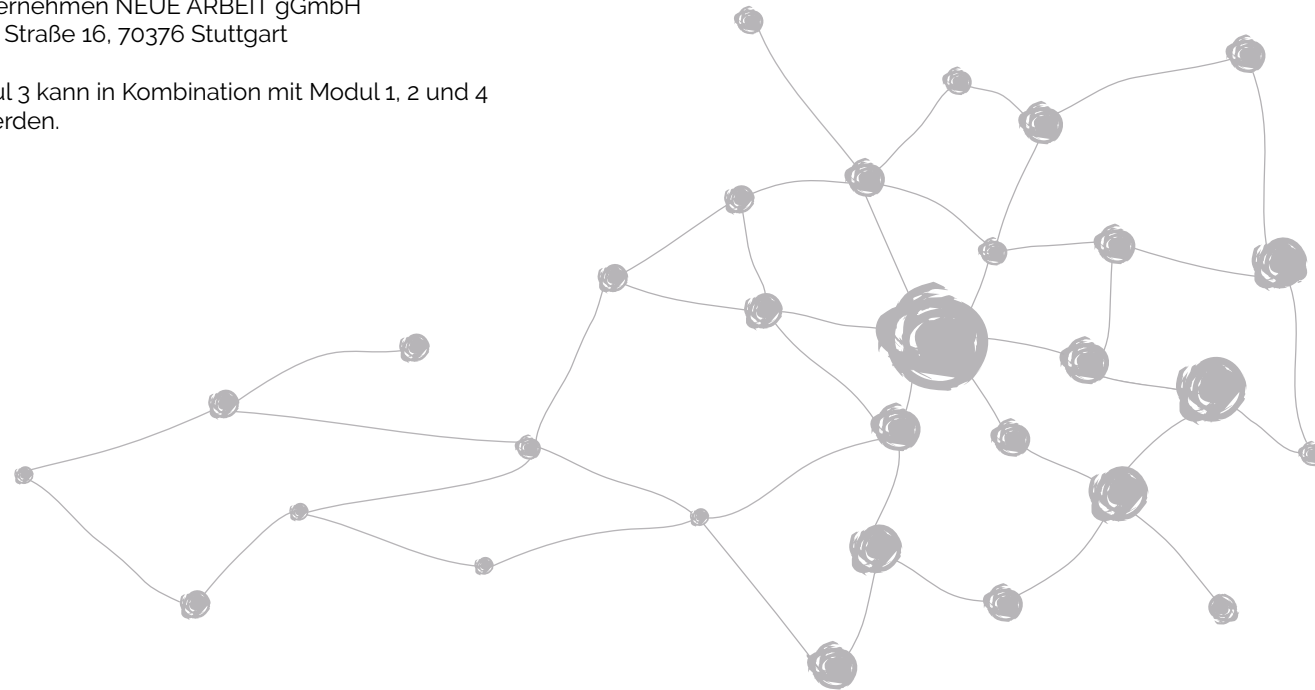 ernehmen NEUE ARBEIT gGmbH
Straße 16, 70376 Stuttgart
ul 3 kann in Kombination mit Modul 1, 2 und 4
erden.